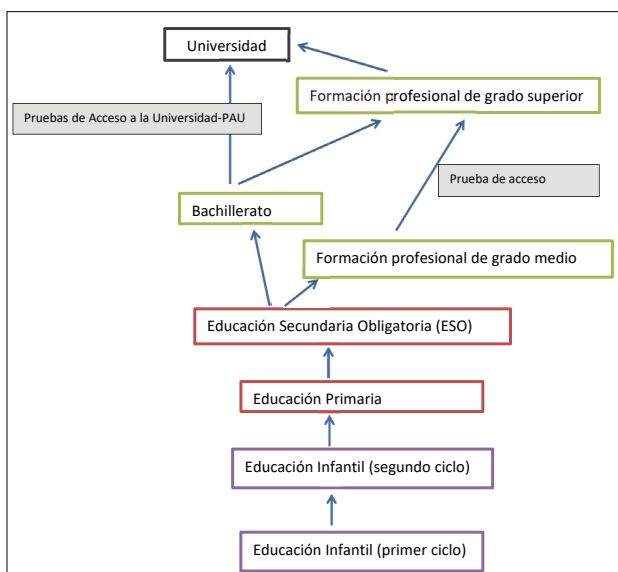 Universidad
Formación profesional de grado superior
Pruebas de Acceso a la Universidad-PAU
Prueba de acceso
Bachillerato
Formación profesional de grado medio
Educación Secundaria Obligatoria (ESO)
Educación Primaria
Educación Infantil (segundo ciclo)
Educación Infantil (primer ciclo)